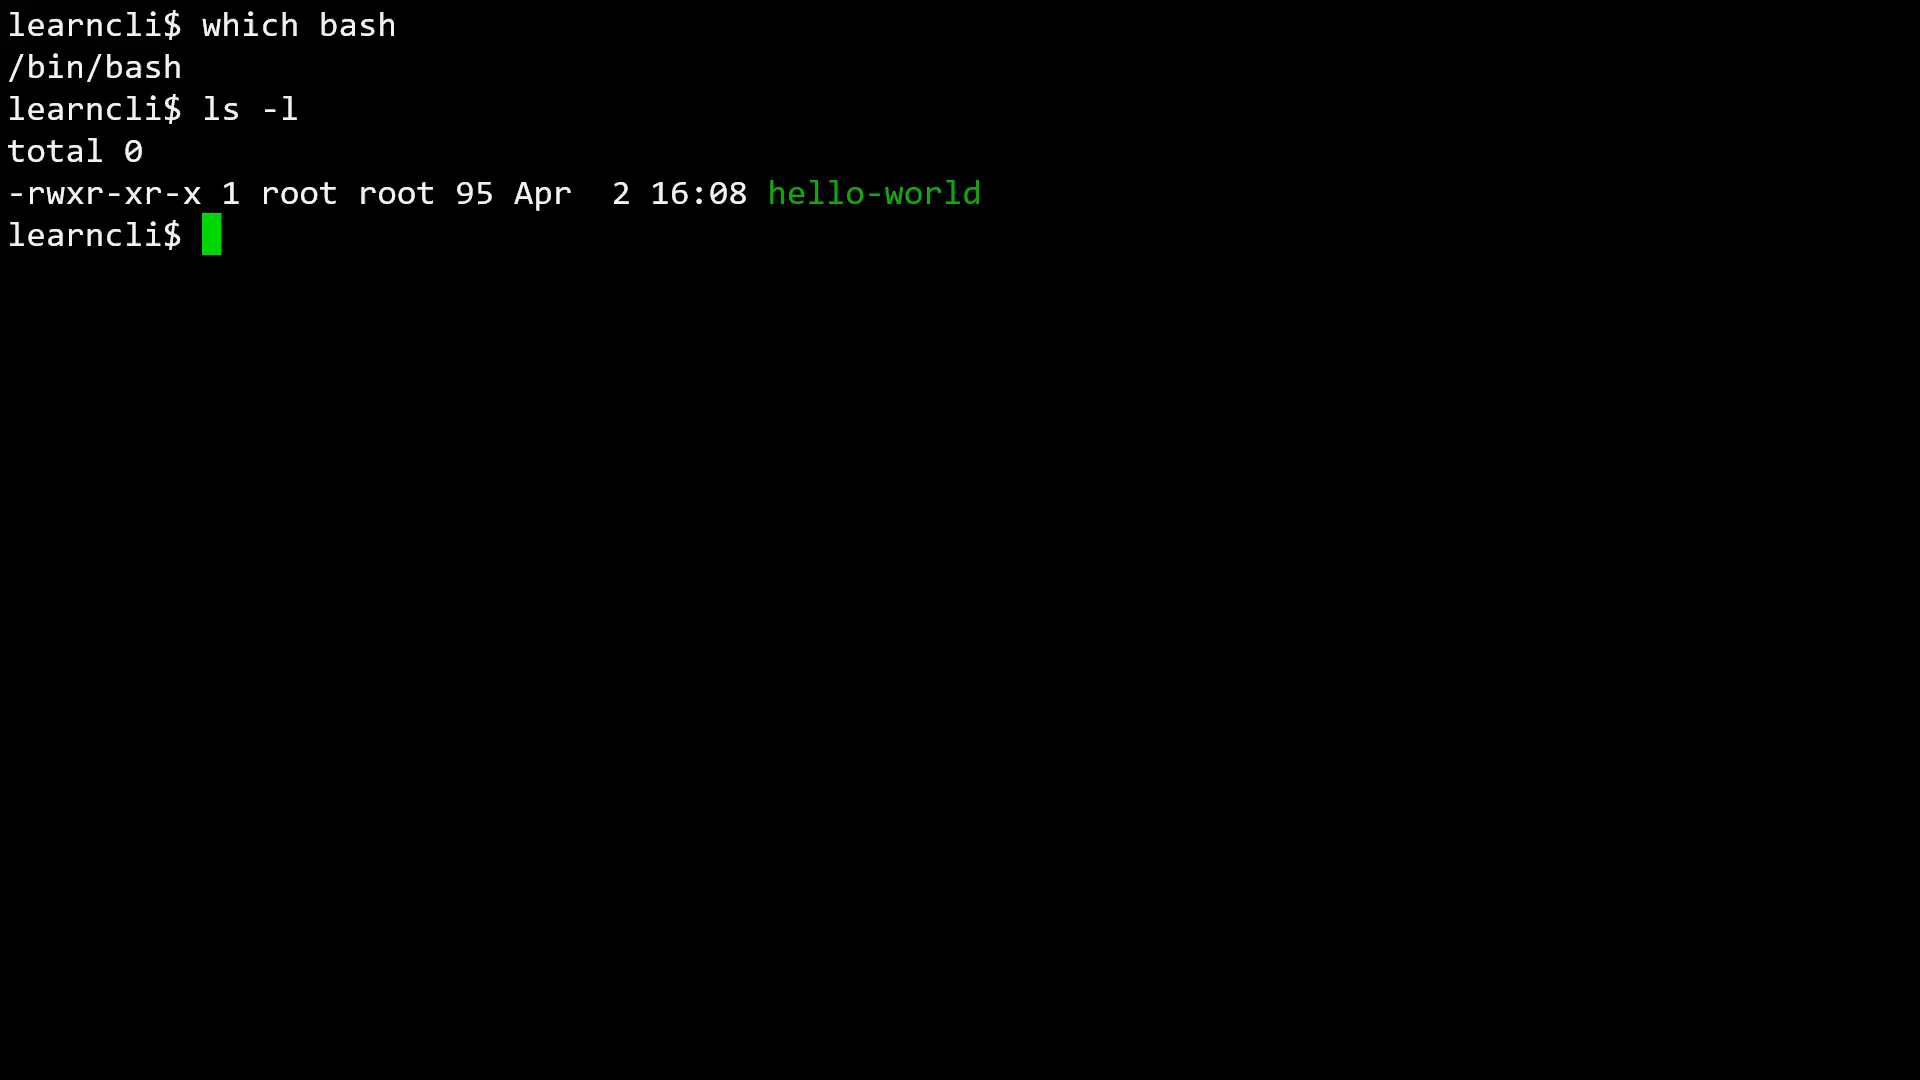 learncli$ which bash
/bin/bash
learncli$ ls -l
total 0
-rwxr-xr-x 1 root root 95 Apr  2 16:08 hello-world
learncli$